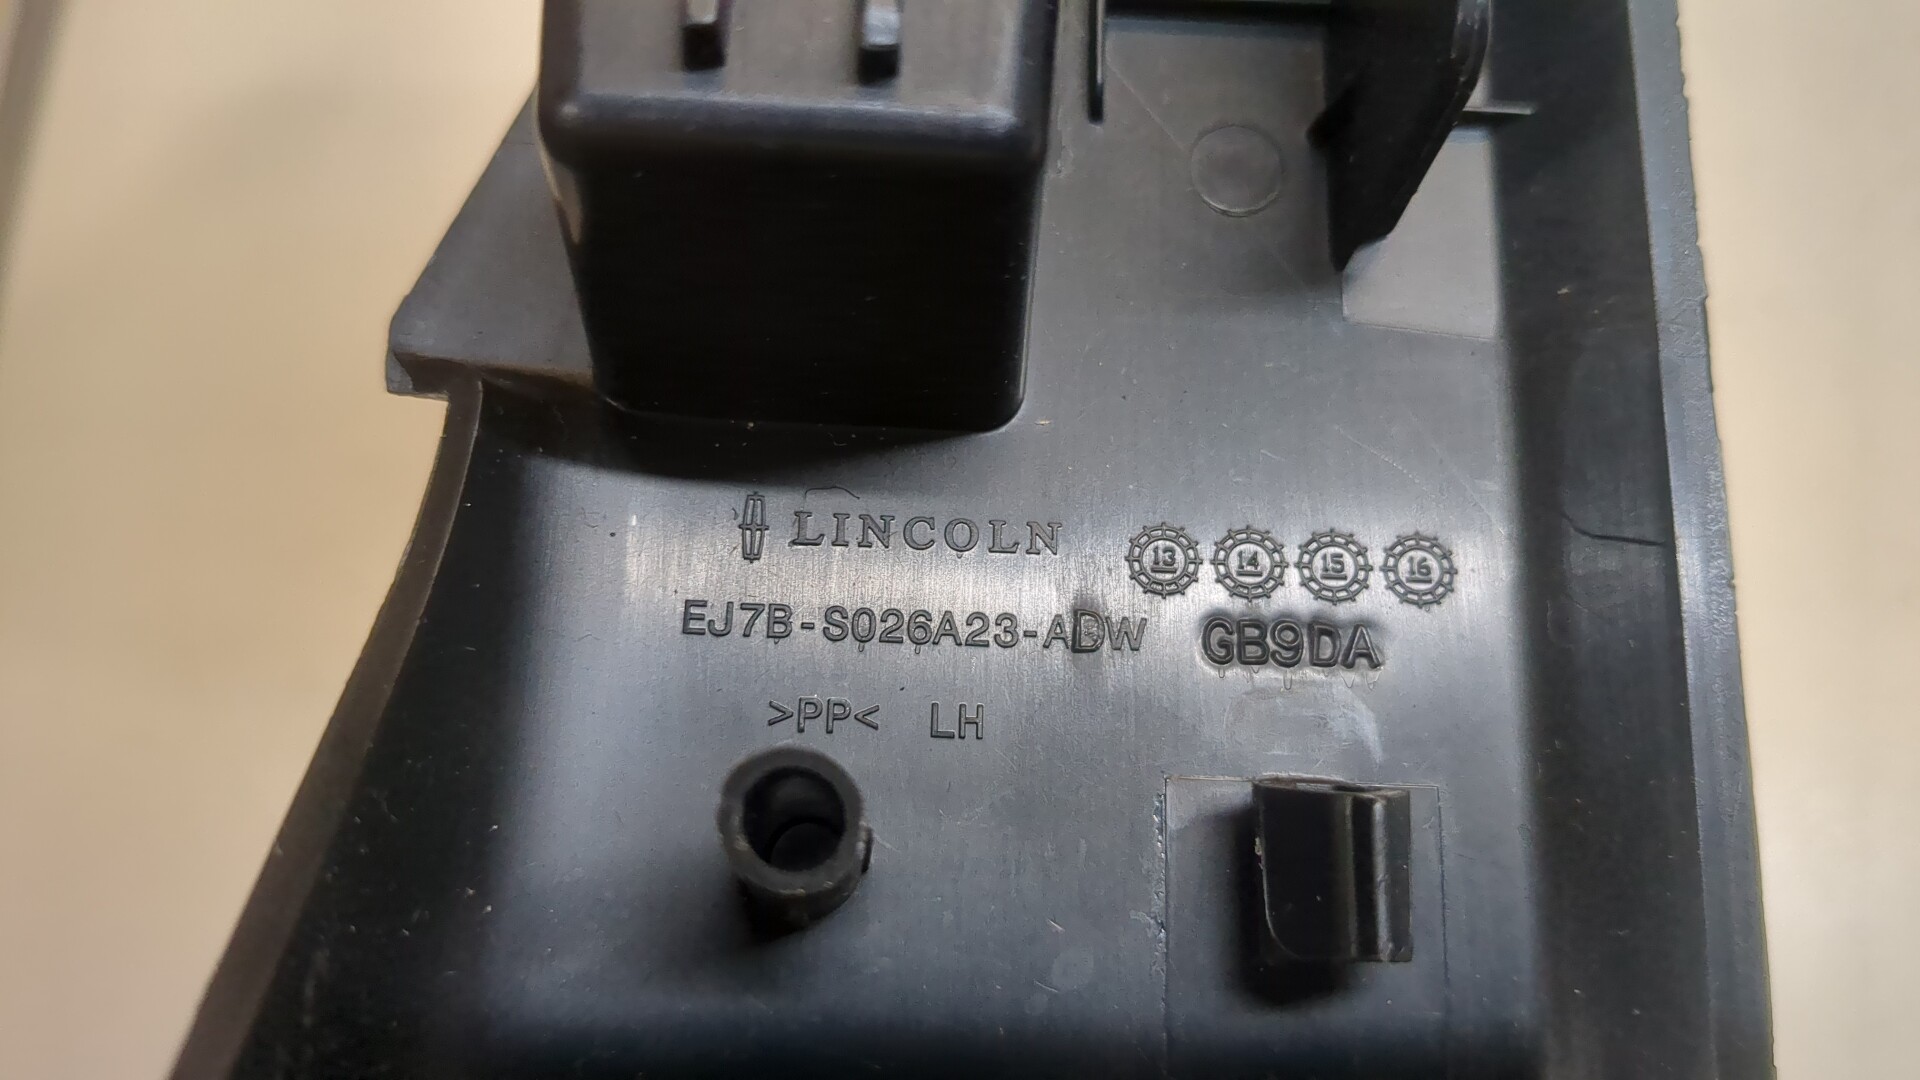 LINCOLN
13 14 15 16
EJ7B-S026A23-ADW GB9DA
>PP< LH